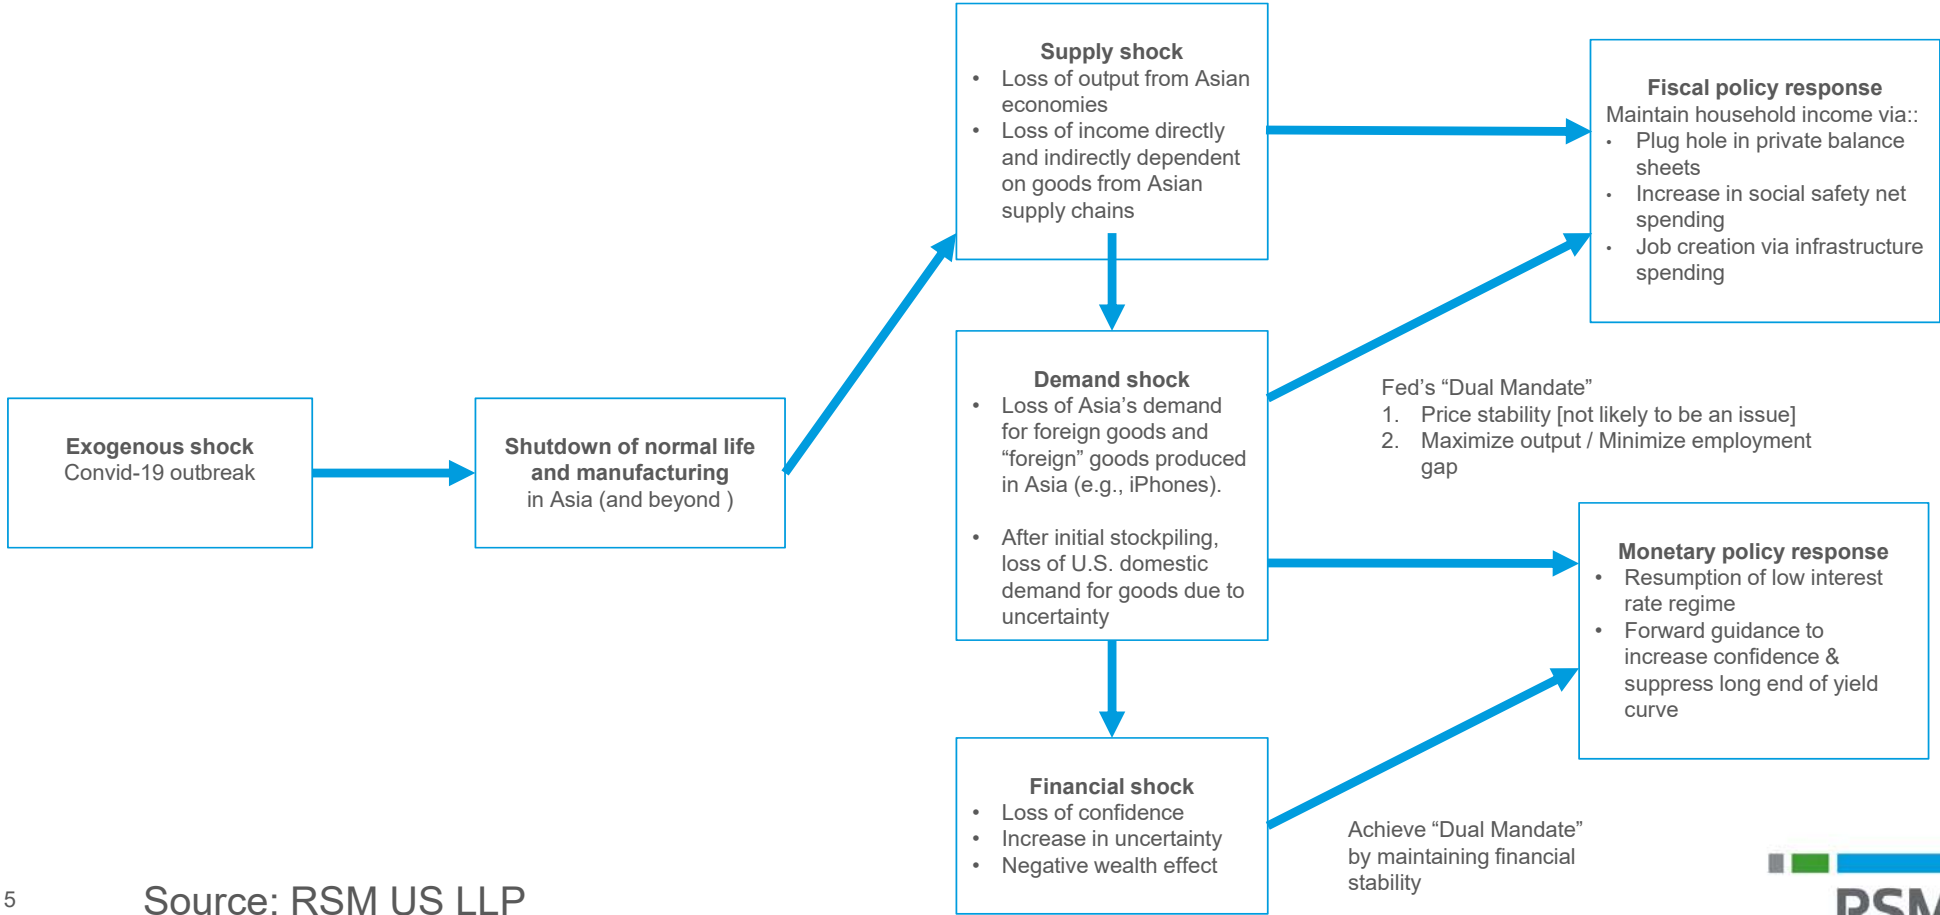 Exogenous shock
Convid-19 outbreak
Shutdown of normal life
and manufacturing
in Asia (and beyond )
Supply shock
• Loss of output from Asian
economies
• Loss of income directly
and indirectly dependent
on goods from Asian
supply chains
Demand shock
• Loss of Asia's demand
for foreign goods and
“foreign” goods produced
in Asia (e.g., iPhones).
• After initial stockpiling,
loss of U.S. domestic
demand for goods due to
uncertainty
Financial shock
• Loss of confidence
• Increase in uncertainty
• Negative wealth effect
Fiscal policy response
Maintain household income via::
• Plug hole in private balance
sheets
• Increase in social safety net
spending
• Job creation via infrastructure
spending
Fed's “Dual Mandate”
1. Price stability [not likely to be an issue]
2. Maximize output / Minimize employment
gap
Monetary policy response
• Resumption of low interest
rate regime
• Forward guidance to
increase confidence &
suppress long end of yield
curve
Achieve “Dual Mandate”
by maintaining financial
stability
5
Source: RSM US LLP
RSM